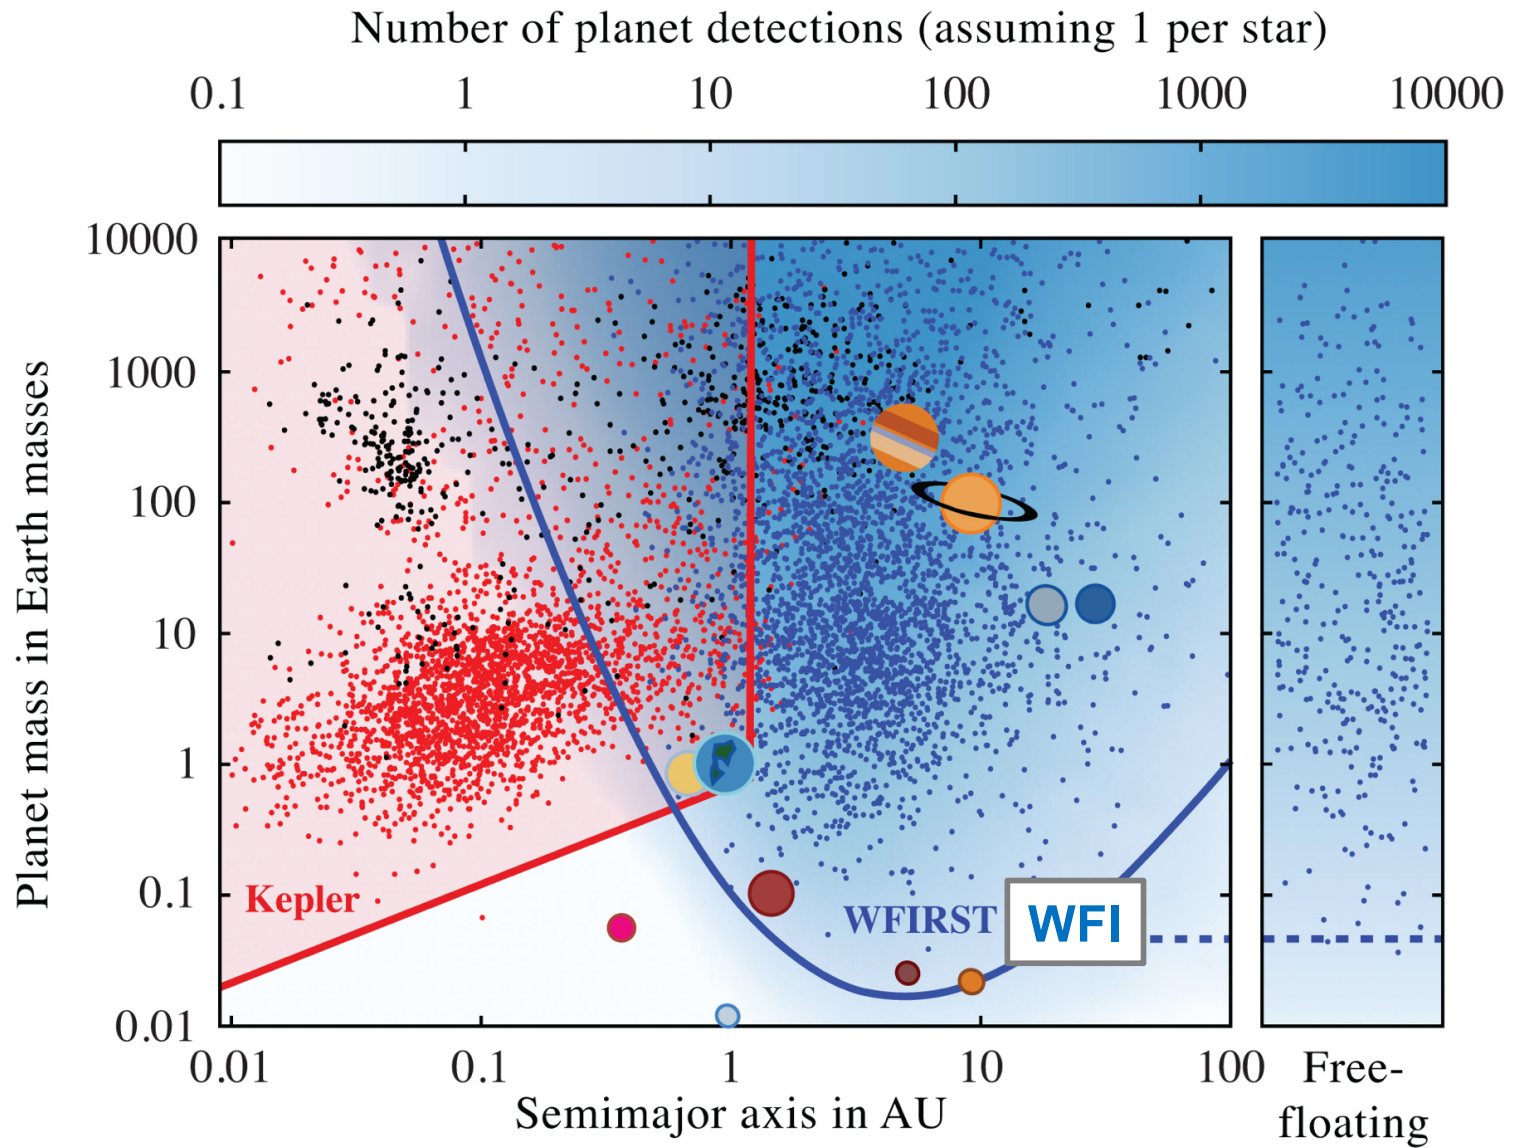 Number of planet detections (assuming 1 per star)
0.1 1 10 100 1000 10000
Planet mass in Earth masses
10000
1000
100
10
1
0.1
0.01
Kepler
WFIRST
WFI
0.01 0.1 1 10 100
Semimajor axis in AU
Free-
floating